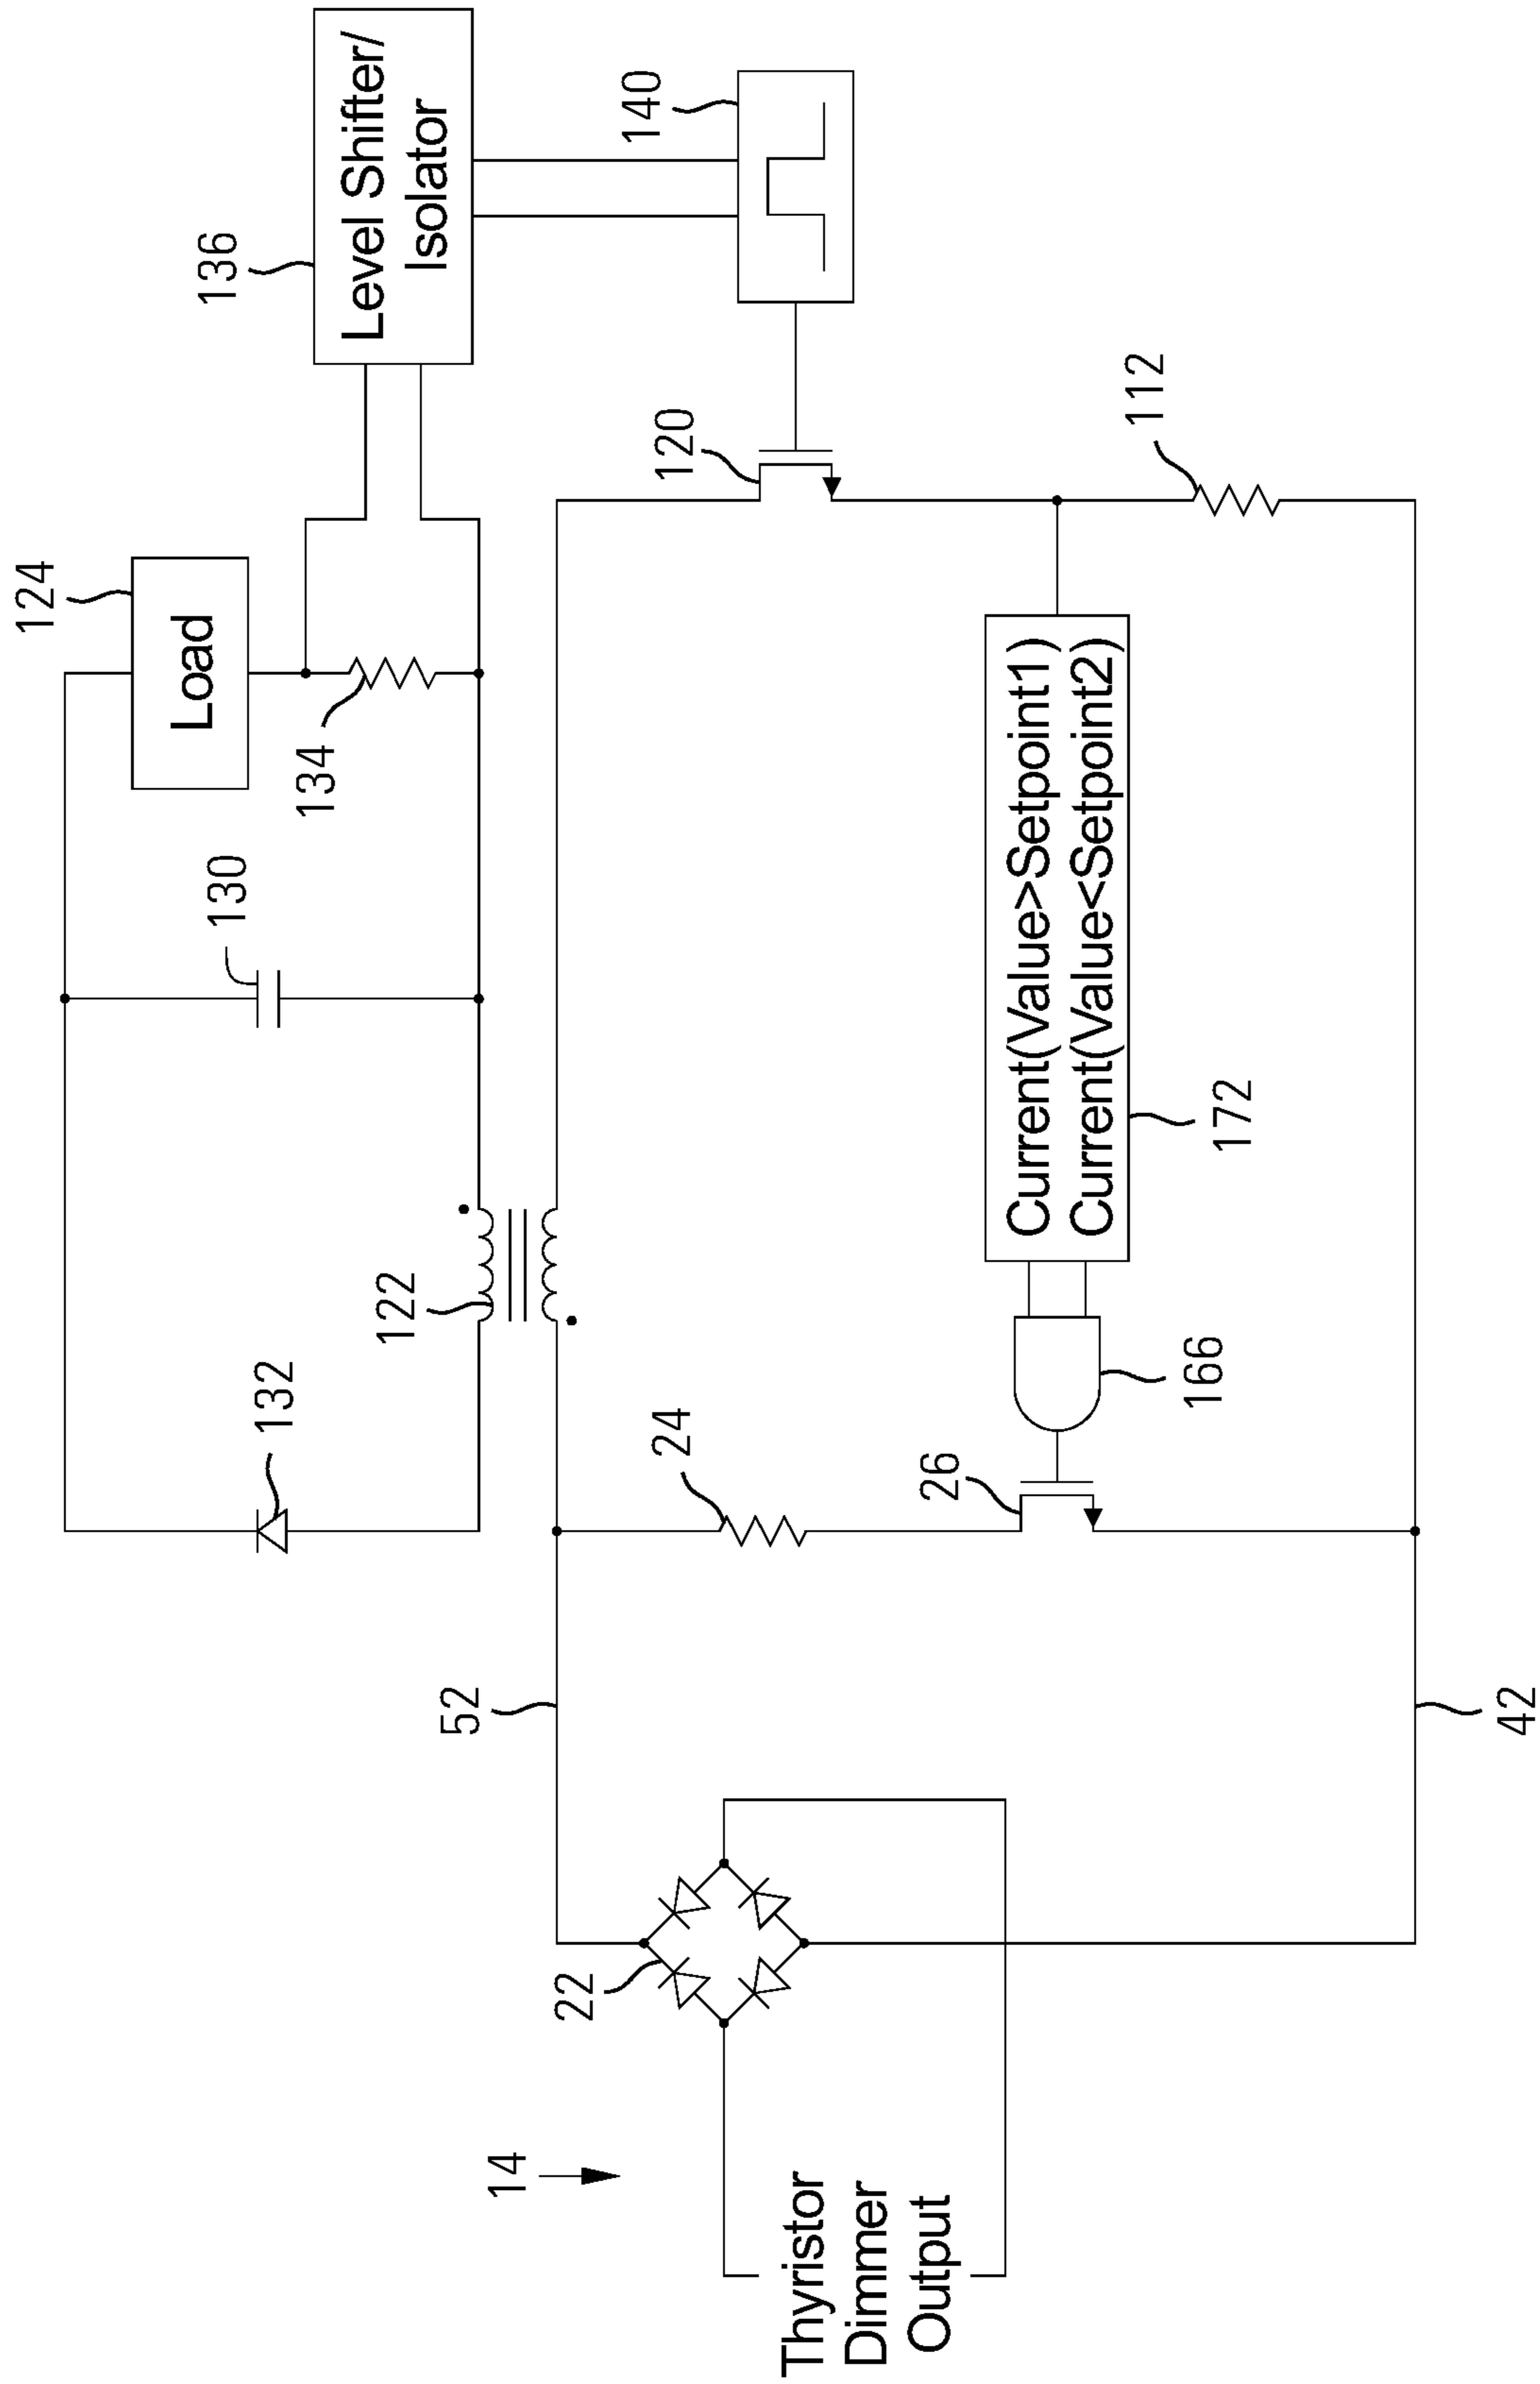 132
130
124
Load
134
136
Level Shifter/
Isolator
122
140
14
22
52
24
120
26
Thyristor
Dimmer
Output
166
Current(Value>Setpoint1)
Current(Value<Setpoint2)
172
112
42